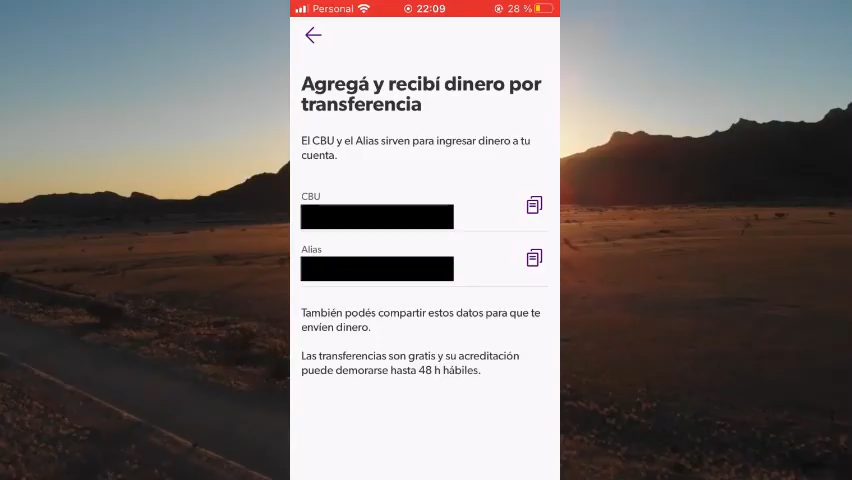 Personal 22:09 28 %
Agregá y recibí dinero por
transferencia
El CBU y el Alias sirven para ingresar dinero a tu
cuenta.
CBU
Alias
También podés compartir estos datos para que te
envíen dinero.
Las transferencias son gratis y su acreditación
puede demorarse hasta 48 h hábiles.